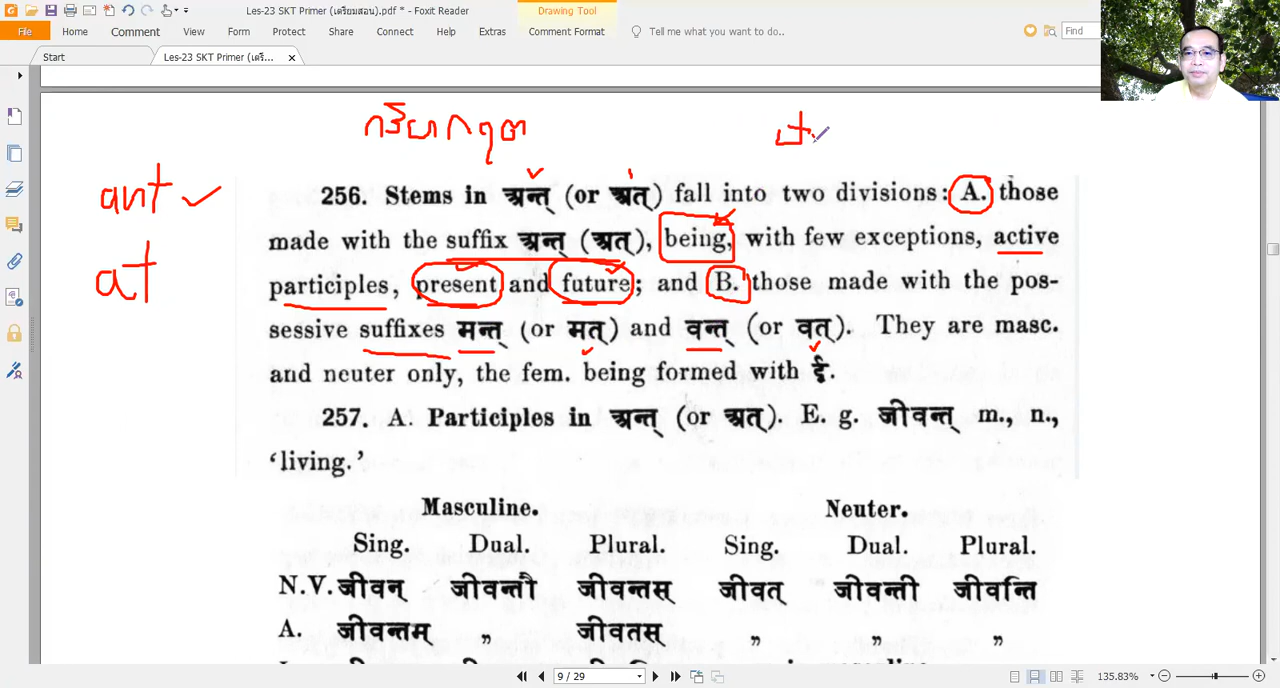 Les-23 SKT Primer (เตรียมสอน).pdf * - Foxit Reader
Drawing Tool
File Home Comment View Form Protect Share Connect Help Extras Comment Format Tell me what you want to do.. Find
Start Les-23 SKT Primer (เตรี...
กริยากฤต
ant
at
256. Stems in अन्त् (or अत्) fall into two divisions: A. those
made with the suffix अन्त् (अत्), being, with few exceptions, active
participles, present and future; and B. those made with the pos-
sessive suffixes मन्त् (or मत्) and वन्त् (or वत्). They are masc.
and neuter only, the fem. being formed with ई.
257. A. Participles in अन्त् (or अत्). E. g. जीवन्त् m., n.,
‘living.’
Masculine. Neuter.
Sing. Dual. Plural. Sing. Dual. Plural.
N.V. जीवन् जीवन्तौ जीवन्तस् जीवत् जीवन्ती जीवन्ति
A. जीवन्तम् „ जीवतस् „ „ „
9 / 29
135.83%